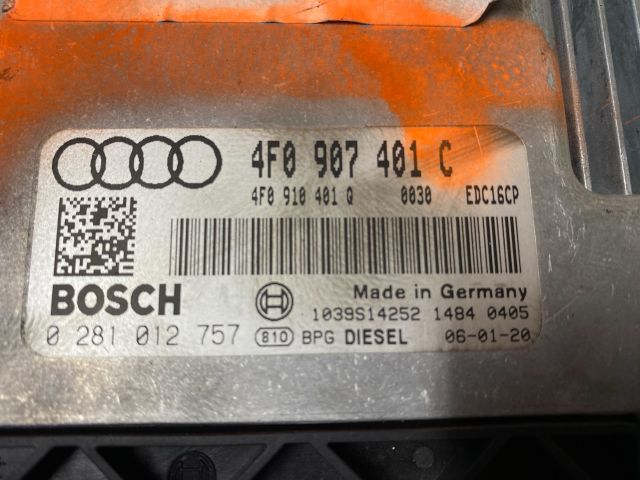 4F0 907 401 C
4F0 910 401 Q 0030 EDC16CP
BOSCH
Made in Germany
1039S14252 1484 0405
0 281 012 757 810 BPG DIESEL 06-01-20